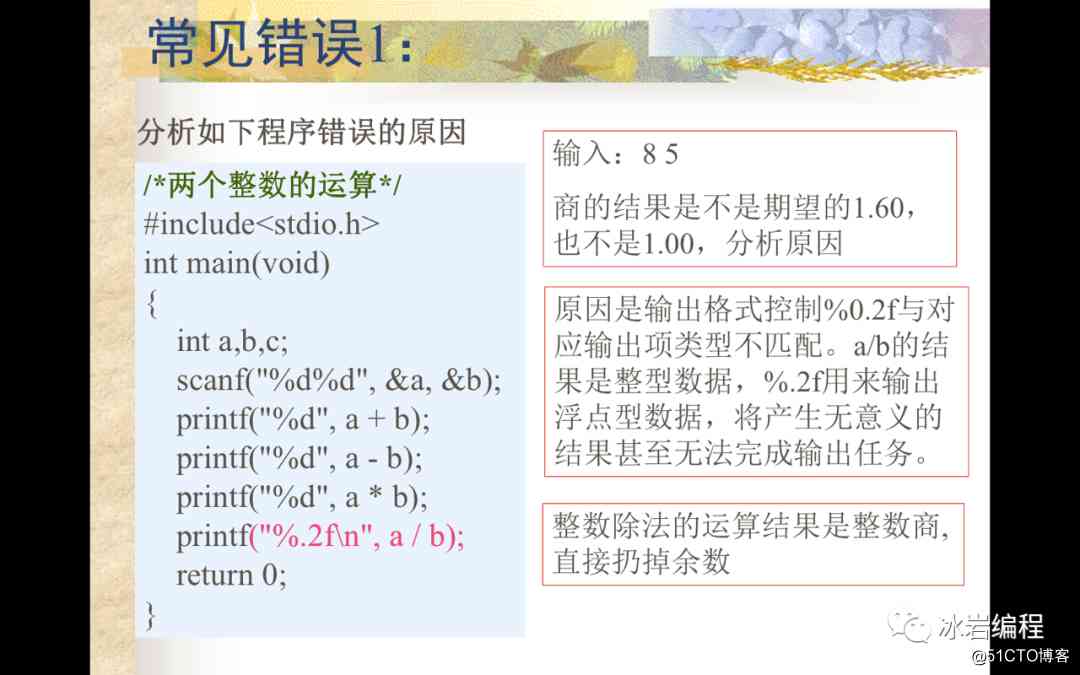 常见错误1：
分析如下程序错误的原因
/*两个整数的运算*/
#include<stdio.h>
int main(void)
{
int a,b,c;
scanf("%d%d", &a, &b);
printf("%d", a + b);
printf("%d", a - b);
printf("%d", a * b);
printf("%.2f\n", a / b);
return 0;
}
输入：8 5
商的结果是不是期望的1.60，
也不是1.00，分析原因
原因是输出格式控制%0.2f与对
应输出项类型不匹配。a/b的结
果是整型数据，%.2f用来输出
浮点型数据，将产生无意义的
结果甚至无法完成输出任务。
整数除法的运算结果是整数商,
直接扔掉余数
冰岩编程
@51CTO博客